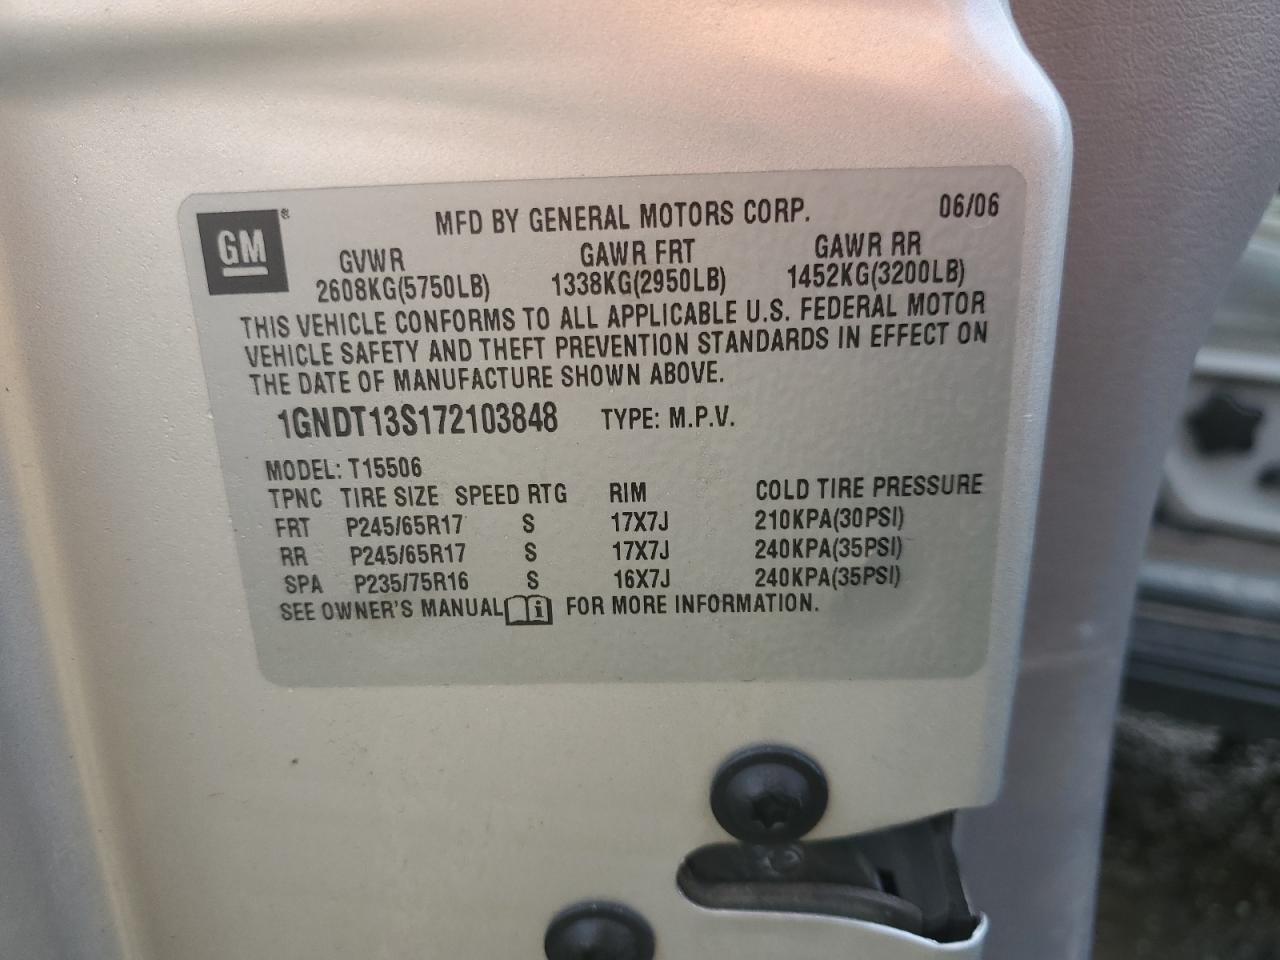 GM ®
MFD BY GENERAL MOTORS CORP. 06/06
GVWR GAWR FRT GAWR RR
2608KG(5750LB) 1338KG(2950LB) 1452KG(3200LB)
THIS VEHICLE CONFORMS TO ALL APPLICABLE U.S. FEDERAL MOTOR
VEHICLE SAFETY AND THEFT PREVENTION STANDARDS IN EFFECT ON
THE DATE OF MANUFACTURE SHOWN ABOVE.
1GNDT13S172103848 TYPE: M.P.V.
MODEL: T15506
TPNC TIRE SIZE SPEED RTG RIM COLD TIRE PRESSURE
FRT P245/65R17 S 17X7J 210KPA(30PSI)
RR P245/65R17 S 17X7J 240KPA(35PSI)
SPA P235/75R16 S 16X7J 240KPA(35PSI)
SEE OWNER'S MANUAL FOR MORE INFORMATION.